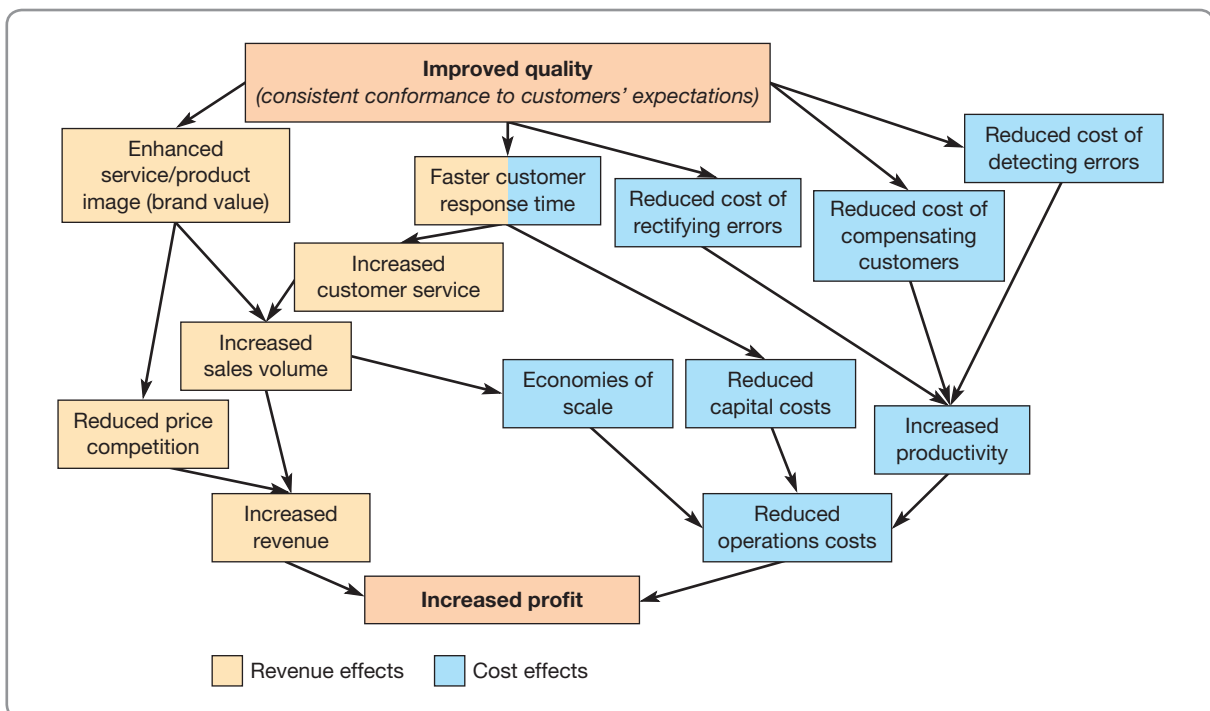 Improved quality
(consistent conformance to customers’ expectations)
Enhanced
service/product
image (brand value)
Faster customer
response time
Reduced cost of
rectifying errors
Reduced cost of
compensating
customers
Reduced cost of
detecting errors
Increased
customer service
Increased
sales volume
Economies of
scale
Reduced
capital costs
Reduced price
competition
Increased
productivity
Increased
revenue
Reduced
operations costs
Increased profit
Revenue effects
Cost effects